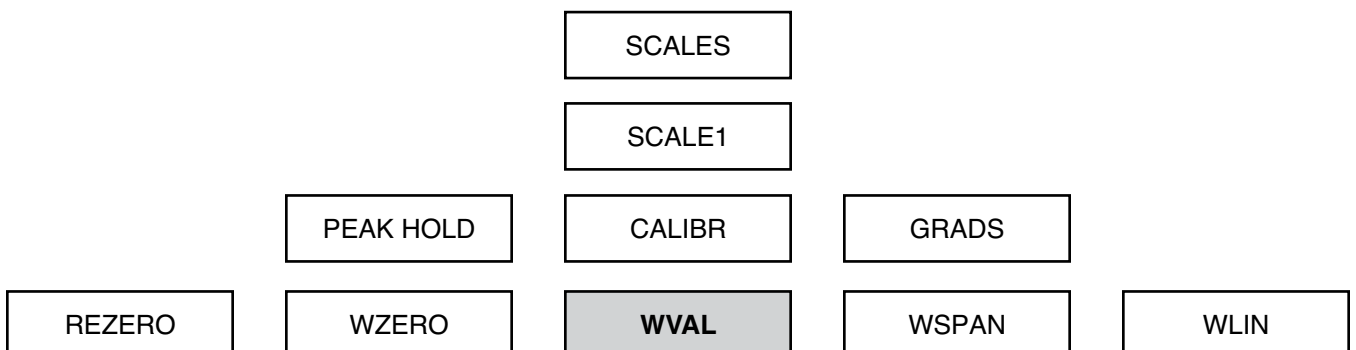 SCALES
SCALE1
PEAK HOLD CALIBR GRADS
REZERO WZERO WVAL WSPAN WLIN